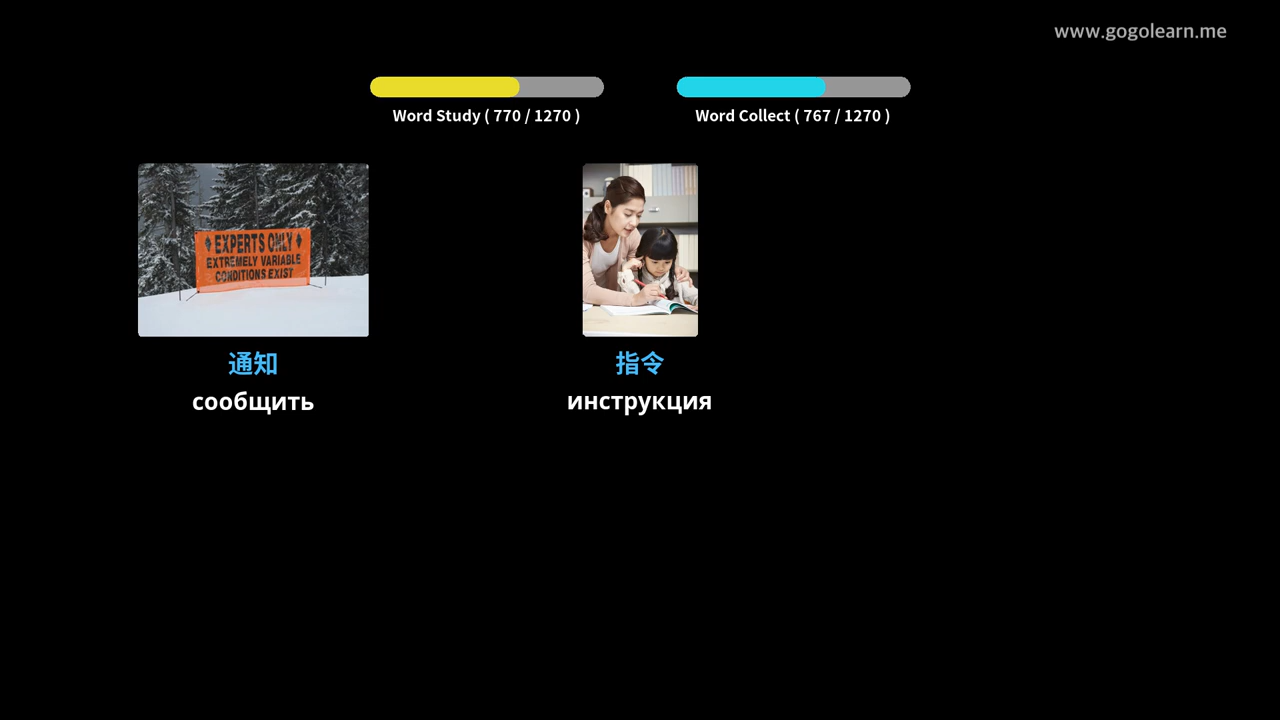 www.gogolearn.me
Word Study ( 770 / 1270 )
Word Collect ( 767 / 1270 )
EXPERTS ONLY
EXTREMELY VARIABLE
CONDITIONS EXIST
通知
сообщить
指令
инструкция